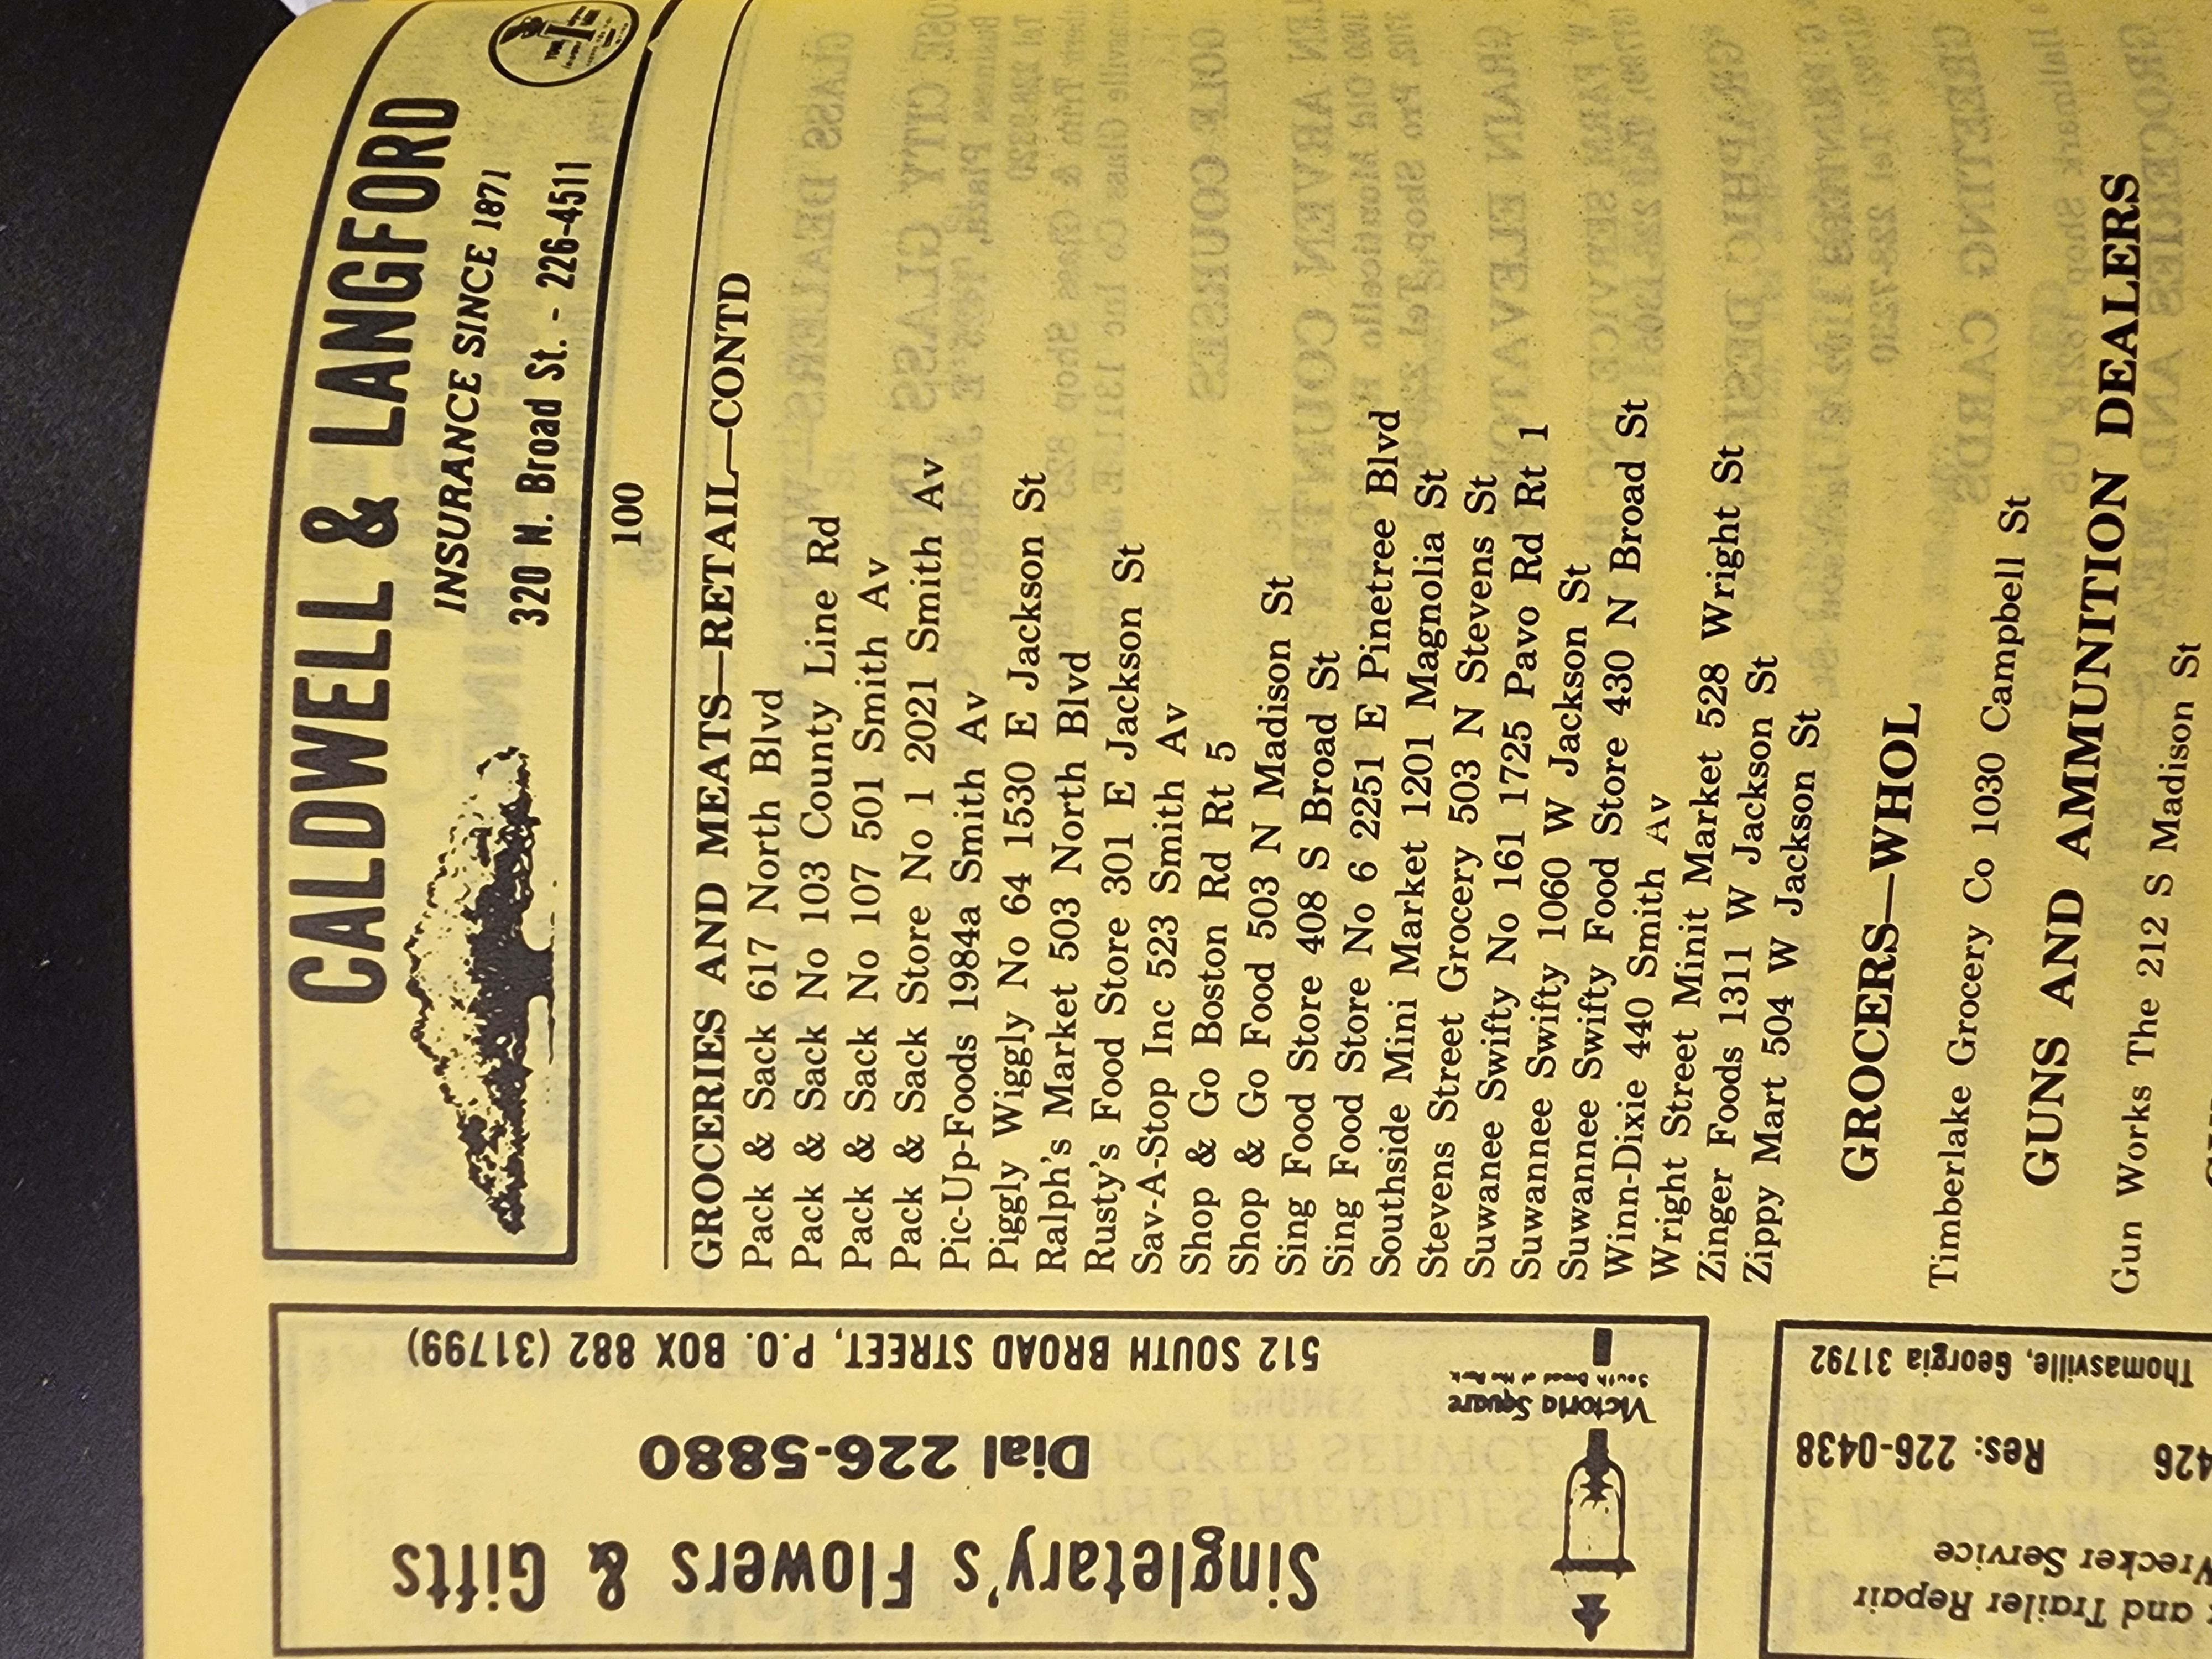 CALDWELL & LANGFORD
INSURANCE SINCE 1871
320 N. Broad St. - 226-4511
100
GROCERIES AND MEATS—RETAIL—CONTD
Pack & Sack 617 North Blvd
Pack & Sack No 103 County Line Rd
Pack & Sack No 107 501 Smith Av
Pack & Sack Store No 1 2021 Smith Av
Pic-Up-Foods 1984a Smith Av
Piggly Wiggly No 64 1530 E Jackson St
Ralph's Market 503 North Blvd
Rusty's Food Store 301 E Jackson St
Sav-A-Stop Inc 523 Smith Av
Shop & Go Boston Rd Rt 5
Shop & Go Food 503 N Madison St
Sing Food Store 408 S Broad St
Sing Food Store No 6 2251 E Pinetree Blvd
Southside Mini Market 1201 Magnolia St
Stevens Street Grocery 503 N Stevens St
Suwanee Swifty No 161 1725 Pavo Rd Rt 1
Suwannee Swifty 1060 W Jackson St
Suwannee Swifty Food Store 430 N Broad St
Winn-Dixie 440 Smith Av
Wright Street Minit Market 528 Wright St
Zinger Foods 1311 W Jackson St
Zippy Mart 504 W Jackson St
GROCERS—WHOL
Timberlake Grocery Co 1030 Campbell St
GUNS AND AMMUNITION DEALERS
Gun Works The 212 S Madison St
Singletary's Flowers & Gifts
Dial 226-5880
Victoria Square
South Broad at the Park
512 SOUTH BROAD STREET, P.O. BOX 882 (31799)
and Trailer Repair
Wrecker Service
426
Res: 226-0438
Thomasville, Georgia 31792